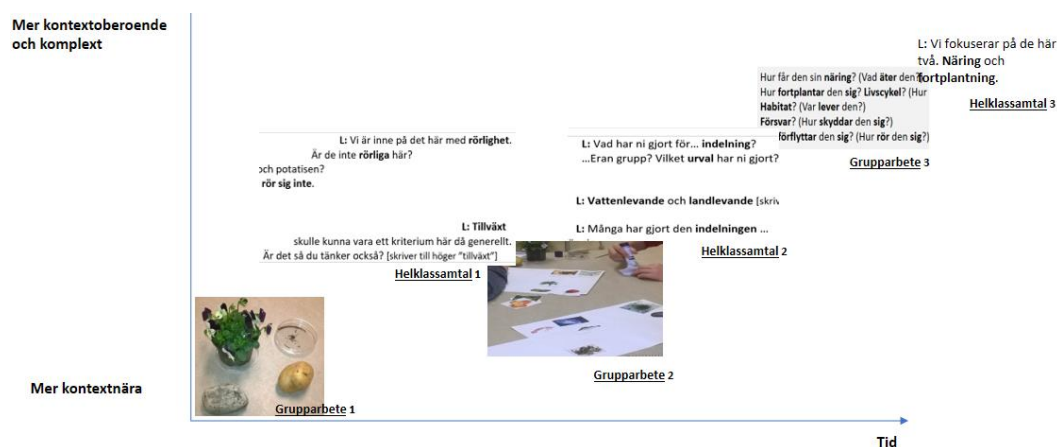 Mer kontextoberoende
och komplext
L: Vi fokuserar på de här
två. Näring och
fortplantning.
Helklassamtal 3
Hur får den sin näring? (Vad äter den?)
Hur fortplantar den sig? Livscykel? (Hur
Habitat? (Var lever den?)
Försvar? (Hur skyddar den sig?)
förflyttar den sig? (Hur rör den sig?)
Grupparbete 3
L: Vi är inne på det här med rörlighet.
Är de inte rörliga här?
och potatisen?
rör sig inte.
L: Tillväxt
skulle kunna vara ett kriterium här då generellt.
Är det så du tänker också? [skriver till höger "tillväxt"]
Helklassamtal 1
L: Vad har ni gjort för... indelning?
...Eran grupp? Vilket urval har ni gjort?
L: Vattenlevande och landlevande [skriv
L: Många har gjort den indelningen ...
Helklassamtal 2
Grupparbete 2
Mer kontextnära
Grupparbete 1
Tid